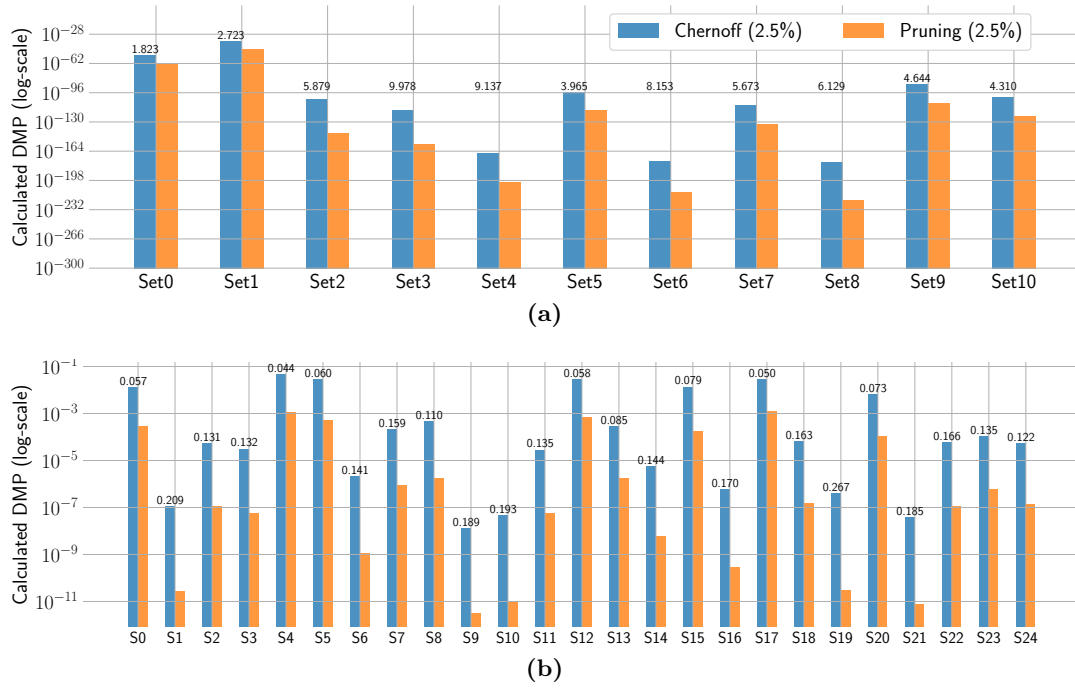 Calculated DMP (log-scale)
10^−28
10^−62
10^−96
10^−130
10^−164
10^−198
10^−232
10^−266
10^−300
Chernoff (2.5%) Pruning (2.5%)
1.823 2.723 5.879 9.978 9.137 3.965 8.153 5.673 6.129 4.644 4.310
Set0 Set1 Set2 Set3 Set4 Set5 Set6 Set7 Set8 Set9 Set10
(a)
Calculated DMP (log-scale)
10^−1
10^−3
10^−5
10^−7
10^−9
10^−11
0.057 0.209 0.131 0.132 0.044 0.060 0.141 0.159 0.110 0.189 0.193 0.135 0.058 0.085 0.144 0.079 0.170 0.050 0.163 0.267 0.073 0.185 0.166 0.135 0.122
S0 S1 S2 S3 S4 S5 S6 S7 S8 S9 S10 S11 S12 S13 S14 S15 S16 S17 S18 S19 S20 S21 S22 S23 S24
(b)